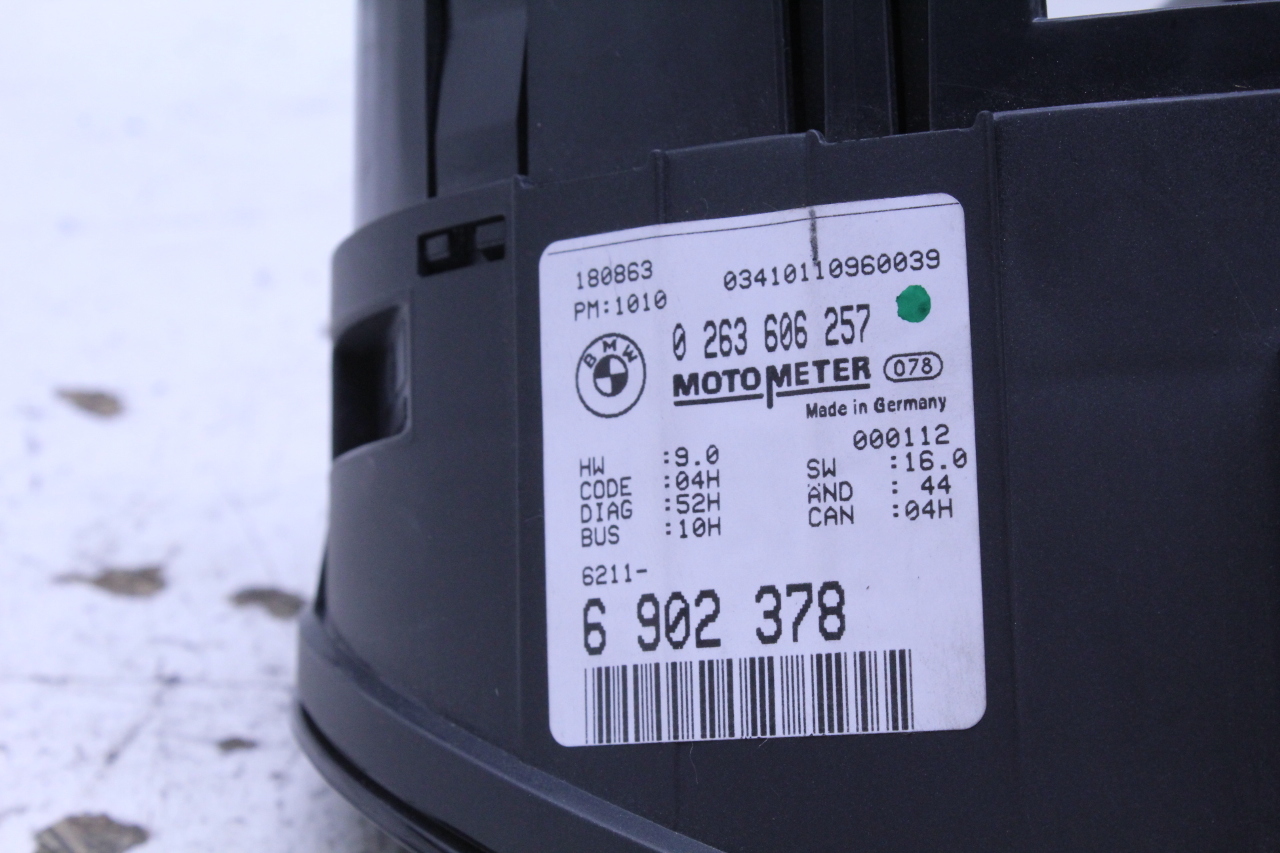 180863 03410110960039
PM:1010
0 263 606 257
BMW
MOTOMETER 078
Made in Germany
000112
HW :9.0 SW :16.0
CODE :04H AND : 44
DIAG :52H CAN :04H
BUS :10H
6211-
6 902 378